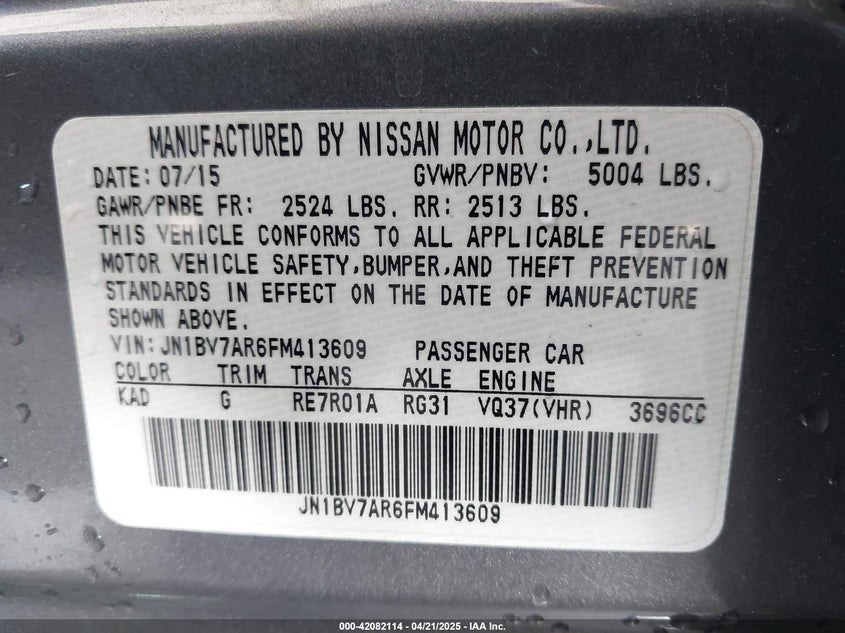 MANUFACTURED BY NISSAN MOTOR CO.,LTD.
DATE: 07/15 GVWR/PNBV: 5004 LBS.
GAWR/PNBE FR: 2524 LBS. RR: 2513 LBS.
THIS VEHICLE CONFORMS TO ALL APPLICABLE FEDERAL
MOTOR VEHICLE SAFETY,BUMPER,AND THEFT PREVENTION
STANDARDS IN EFFECT ON THE DATE OF MANUFACTURE
SHOWN ABOVE.
VIN: JN1BV7AR6FM413609 PASSENGER CAR
COLOR TRIM TRANS AXLE ENGINE
KAD G RE7R01A RG31 VQ37(VHR) 3696CC
JN1BV7AR6FM413609
000-42082114 - 04/21/2025 - IAA Inc.